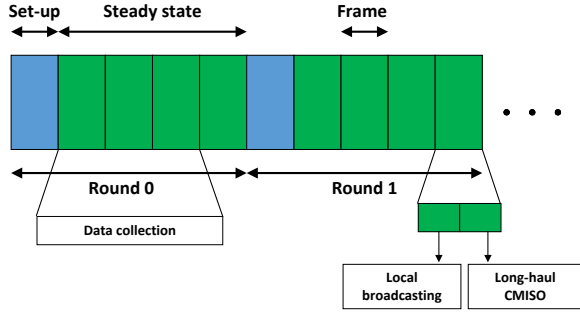 Set-up
Steady state
Frame
Round 0
Round 1
Data collection
Local
broadcasting
Long-haul
CMISO